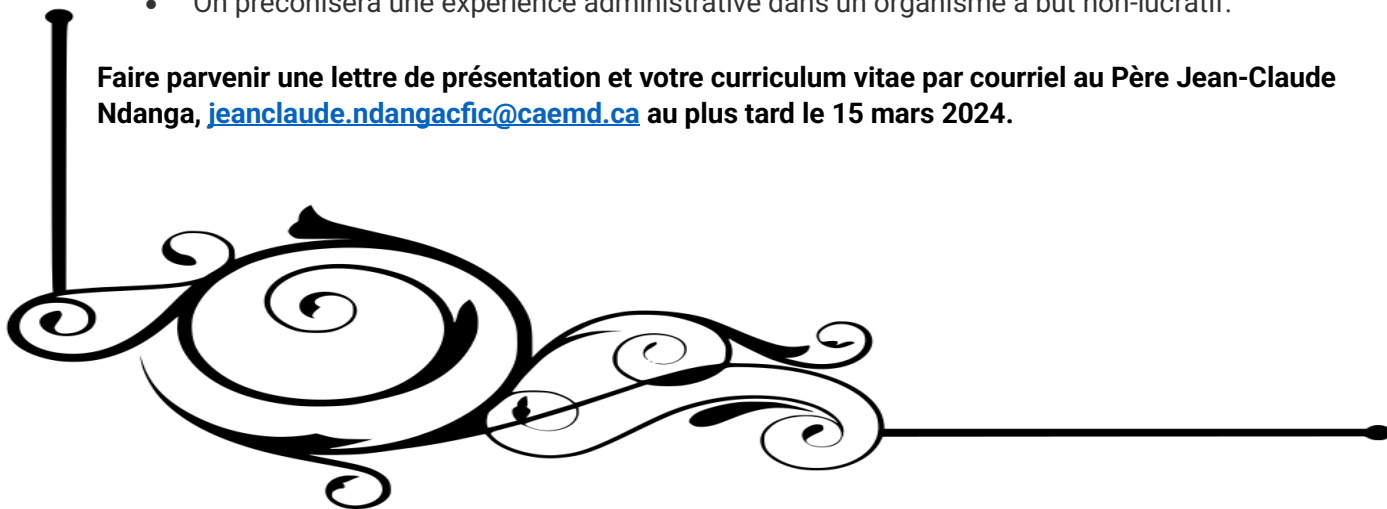 • On préconisera une expérience administrative dans un organisme à but non-lucratif.
Faire parvenir une lettre de présentation et votre curriculum vitae par courriel au Père Jean-Claude
Ndanga, jeanclaude.ndangacfic@caemd.ca au plus tard le 15 mars 2024.